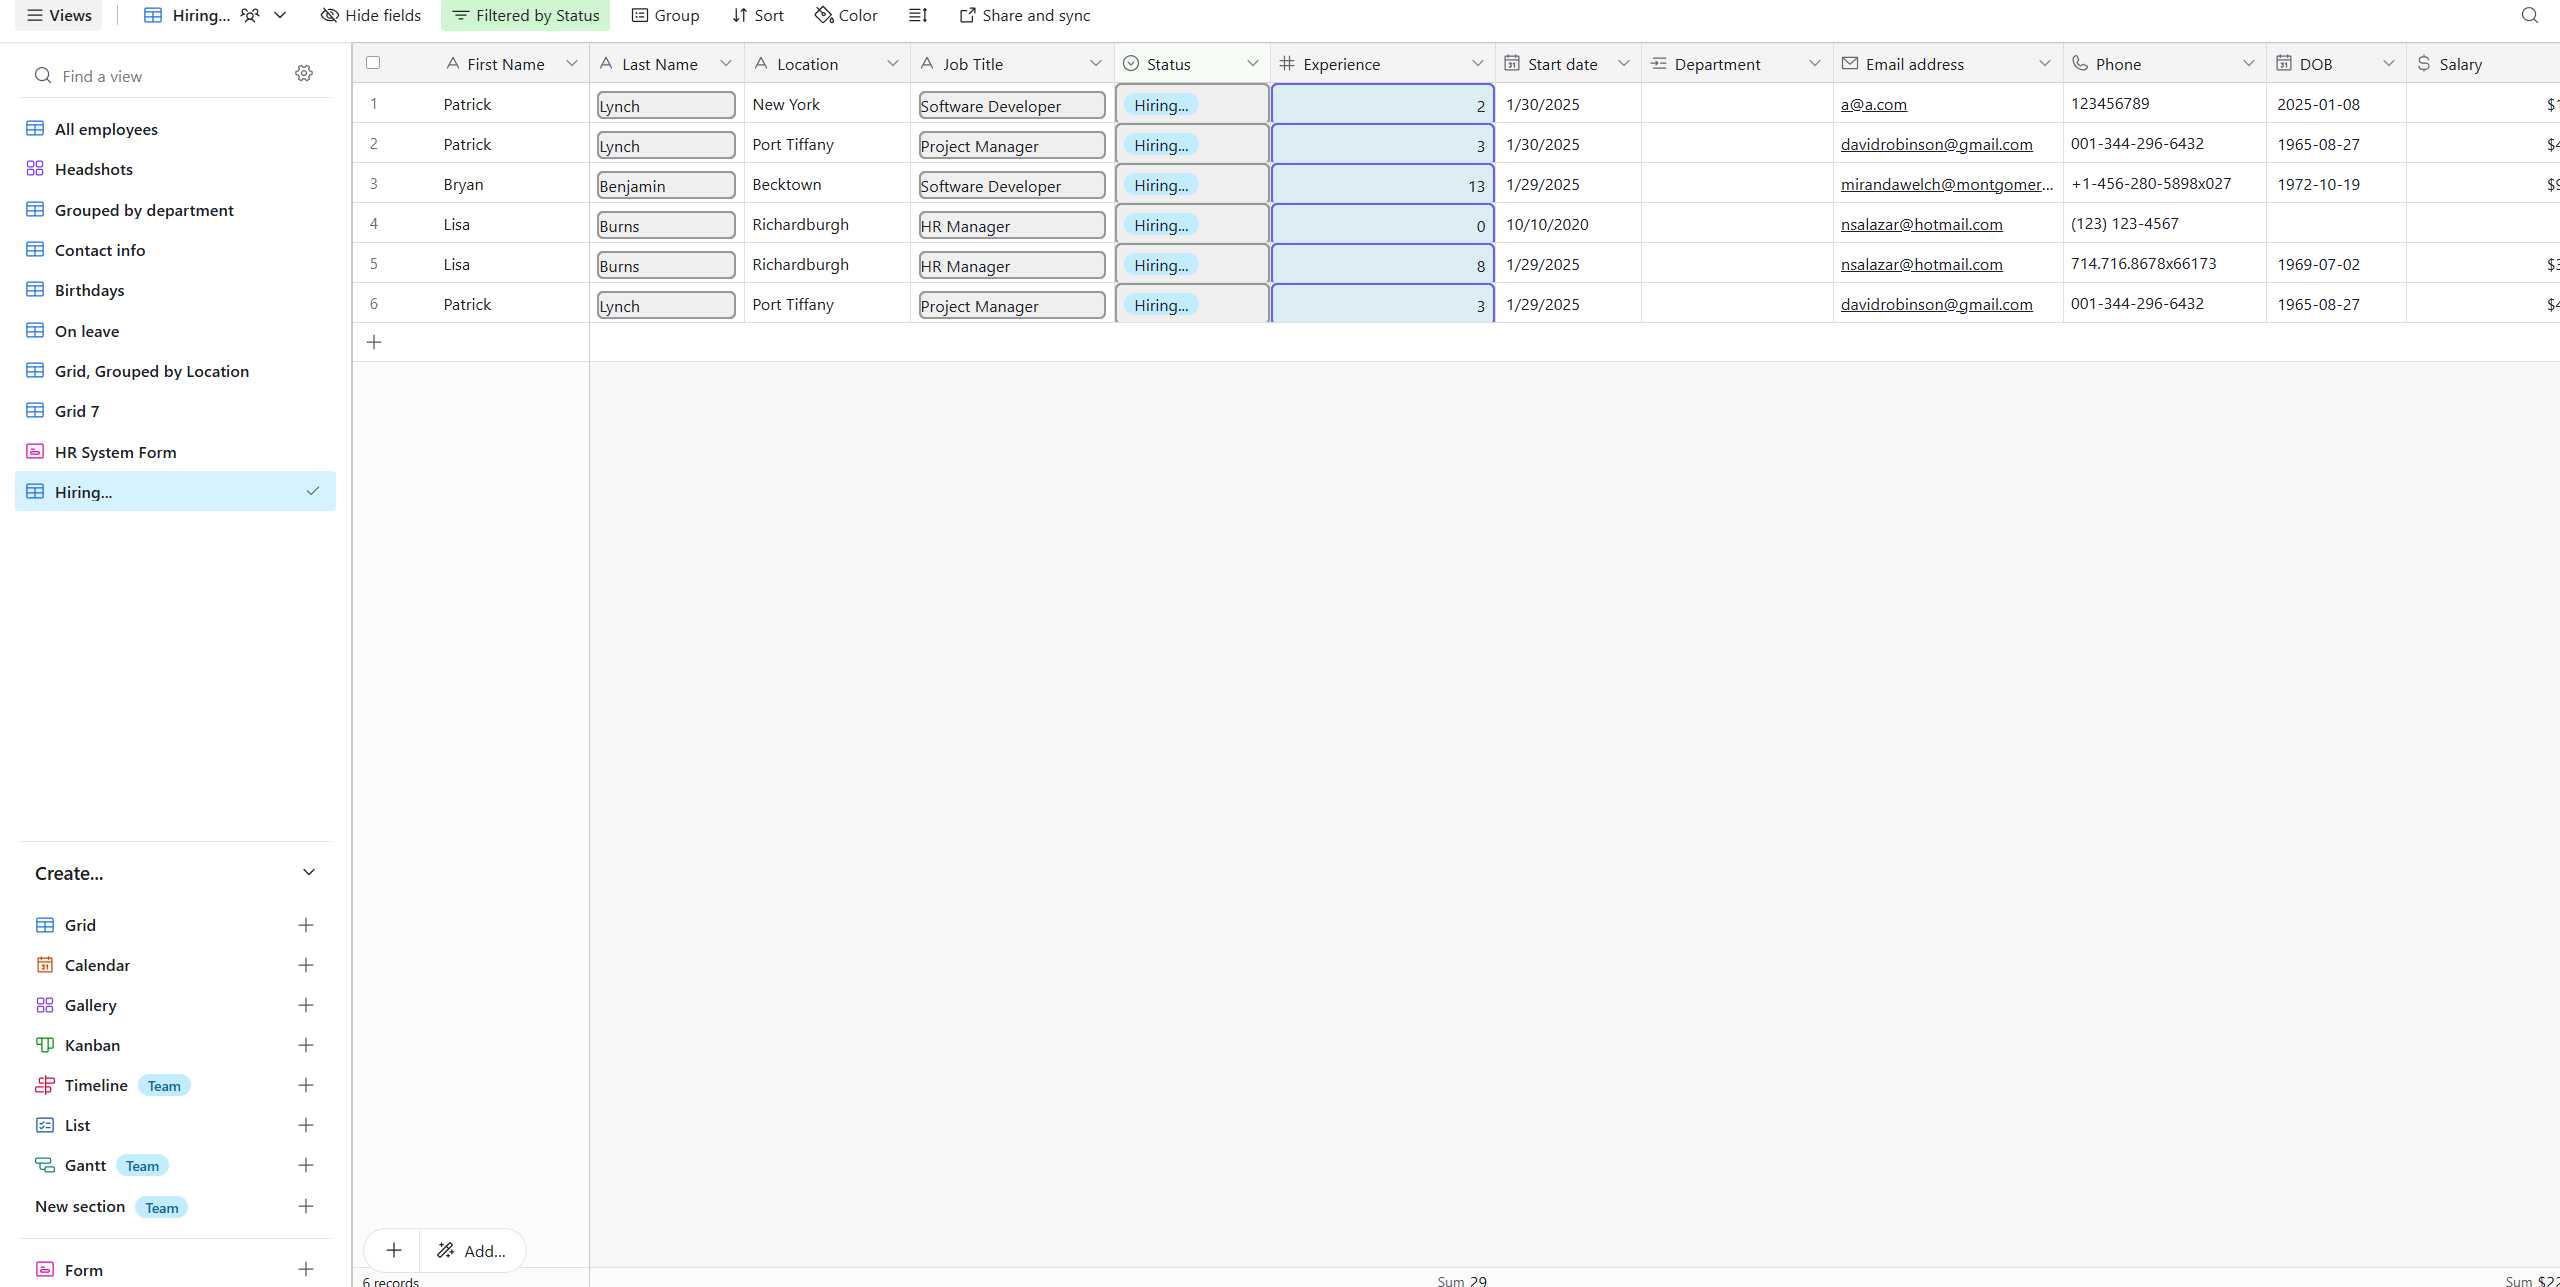 Views Hiring... Hide fields Filtered by Status Group Sort Color Share and sync
Find a view
All employees
Headshots
Grouped by department
Contact info
Birthdays
On leave
Grid, Grouped by Location
Grid 7
HR System Form
Hiring...
Create...
Grid
Calendar
Gallery
Kanban
Timeline Team
List
Gantt Team
New section Team
Form
First Name Last Name Location Job Title Status Experience Start date Department Email address Phone DOB Salary
1 Patrick Lynch New York Software Developer Hiring... 2 1/30/2025 a@a.com 123456789 2025-01-08
2 Patrick Lynch Port Tiffany Project Manager Hiring... 3 1/30/2025 davidrobinson@gmail.com 001-344-296-6432 1965-08-27
3 Bryan Benjamin Becktown Software Developer Hiring... 13 1/29/2025 mirandawelch@montgomer... +1-456-280-5898x027 1972-10-19
4 Lisa Burns Richardburgh HR Manager Hiring... 0 10/10/2020 nsalazar@hotmail.com (123) 123-4567
5 Lisa Burns Richardburgh HR Manager Hiring... 8 1/29/2025 nsalazar@hotmail.com 714.716.8678x66173 1969-07-02
6 Patrick Lynch Port Tiffany Project Manager Hiring... 3 1/29/2025 davidrobinson@gmail.com 001-344-296-6432 1965-08-27
Add...
6 records Sum 29 Sum